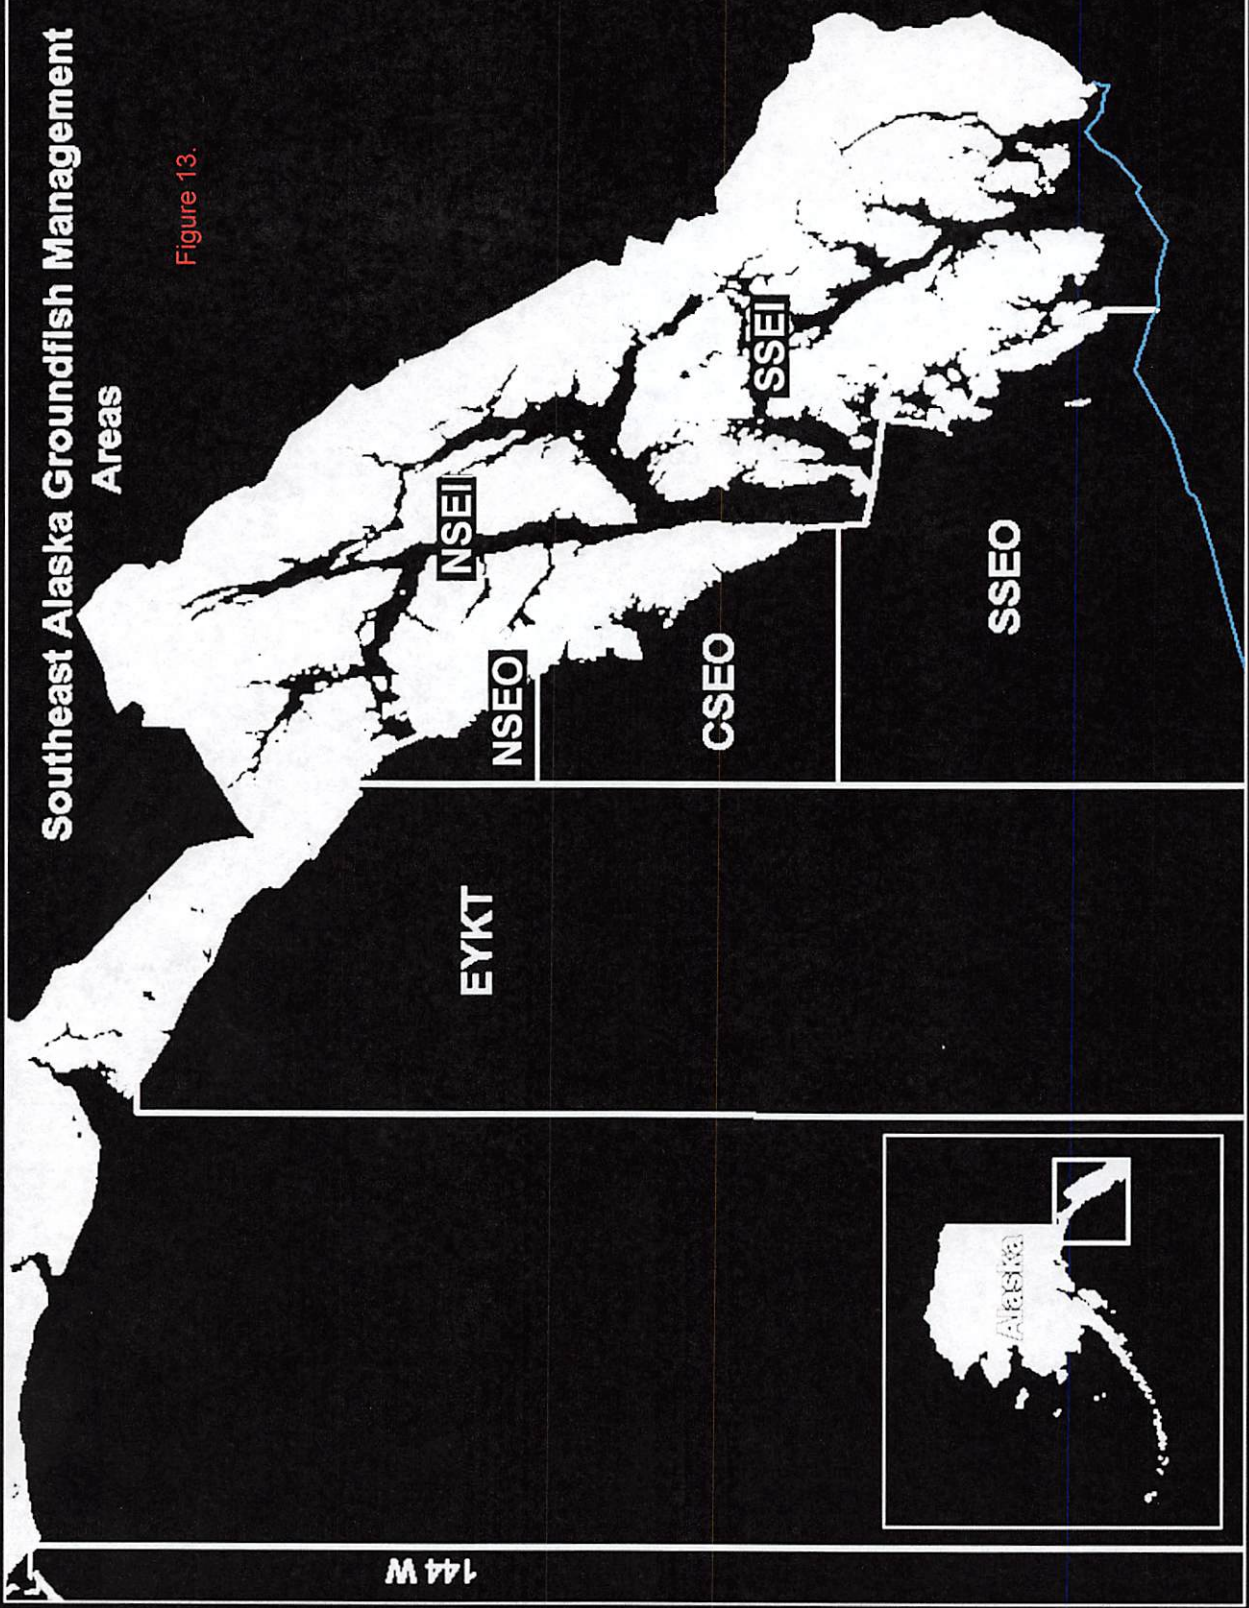 Southeast Alaska Groundfish Management
Areas
Figure 13.
NSEI
SSEI
NSEO
CSEO
SSEO
EYKT
Alaska
144 W